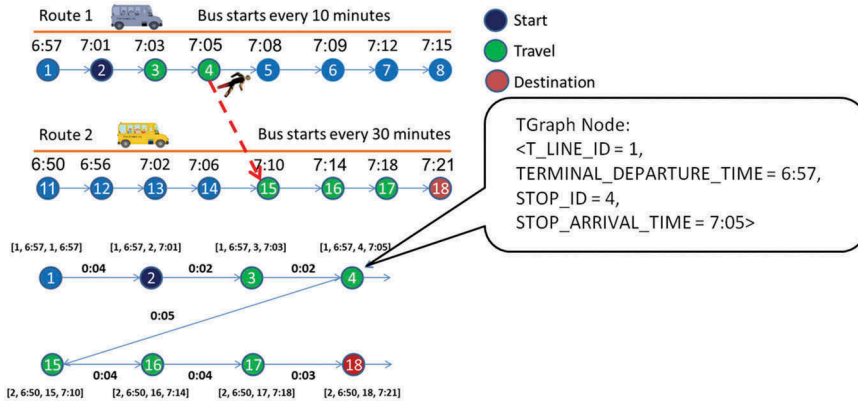 Route 1 Bus starts every 10 minutes
6:57 7:01 7:03 7:05 7:08 7:09 7:12 7:15
1 2 3 4 5 6 7 8
Route 2 Bus starts every 30 minutes
6:50 6:56 7:02 7:06 7:10 7:14 7:18 7:21
11 12 13 14 15 16 17 18
Start
Travel
Destination
TGraph Node:
<T_LINE_ID = 1,
TERMINAL_DEPARTURE_TIME = 6:57,
STOP_ID = 4,
STOP_ARRIVAL_TIME = 7:05>
[1, 6:57, 1, 6:57] [1, 6:57, 2, 7:01] [1, 6:57, 3, 7:03] [1, 6:57, 4, 7:05]
0:04 0:02 0:02
1 2 3 4
0:05
15 16 17 18
0:04 0:04 0:03
[2, 6:50, 15, 7:10] [2, 6:50, 16, 7:14] [2, 6:50, 17, 7:18] [2, 6:50, 18, 7:21]